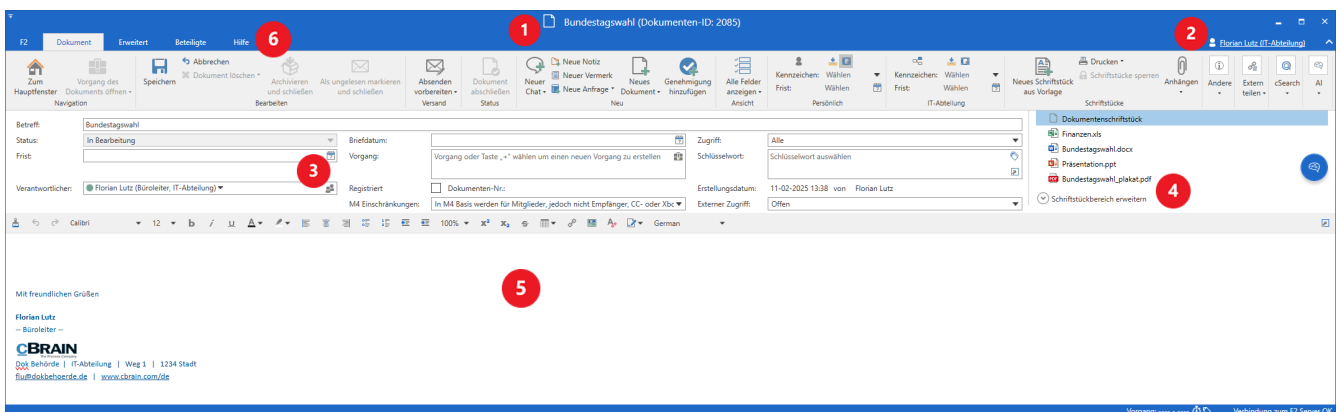 Bundestagswahl (Dokumenten-ID: 2085)
1
2
F2 Dokument Erweitert Beteiligte Hilfe
6
Florian Lutz (IT-Abteilung)
Zum Hauptfenster
Vorgang des Dokuments öffnen
Navigation
Speichern
Abbrechen
Dokument löschen
Archivieren und schließen
Als ungelesen markieren und schließen
Bearbeiten
Absenden vorbereiten
Versand
Dokument abschließen
Status
Neuer Chat
Neue Notiz
Neuer Vermerk
Neue Anfrage
Neues Dokument
Genehmigung hinzufügen
Neu
Alle Felder anzeigen
Ansicht
Kennzeichen: Wählen
Frist: Wählen
Persönlich
Kennzeichen: Wählen
Frist: Wählen
IT-Abteilung
Neues Schriftstück aus Vorlage
Drucken
Schriftstücke sperren
Anhängen
Schriftstücke
Andere
Extern teilen
cSearch
AI
Betreff: Bundestagswahl
Status: In Bearbeitung
Briefdatum:
Zugriff: Alle
Frist:
3
Vorgang: Vorgang oder Taste „+" wählen um einen neuen Vorgang zu erstellen
Schlüsselwort: Schlüsselwort auswählen
Verantwortlicher: Florian Lutz (Büroleiter, IT-Abteilung)
Registriert Dokumenten-Nr.:
Erstellungsdatum: 11-02-2025 13:38 von Florian Lutz
M4 Einschränkungen: In M4 Basis werden für Mitglieder, jedoch nicht Empfänger, CC- oder Xbc
Externer Zugriff: Offen
Dokumentenschriftstück
Finanzen.xls
Bundestagswahl.docx
Präsentation.ppt
Bundestagswahl_plakat.pdf
4
Schriftstückbereich erweitern
Calibri 12 b i u A 100% x² x₂ German
5
Mit freundlichen Grüßen
Florian Lutz
-- Büroleiter --
CBRAIN
The Process Company
Dok Behörde | IT-Abteilung | Weg 1 | 1234 Stadt
flu@dokbehoerde.de | www.cbrain.com/de
Verbindung zum F2 Server OK